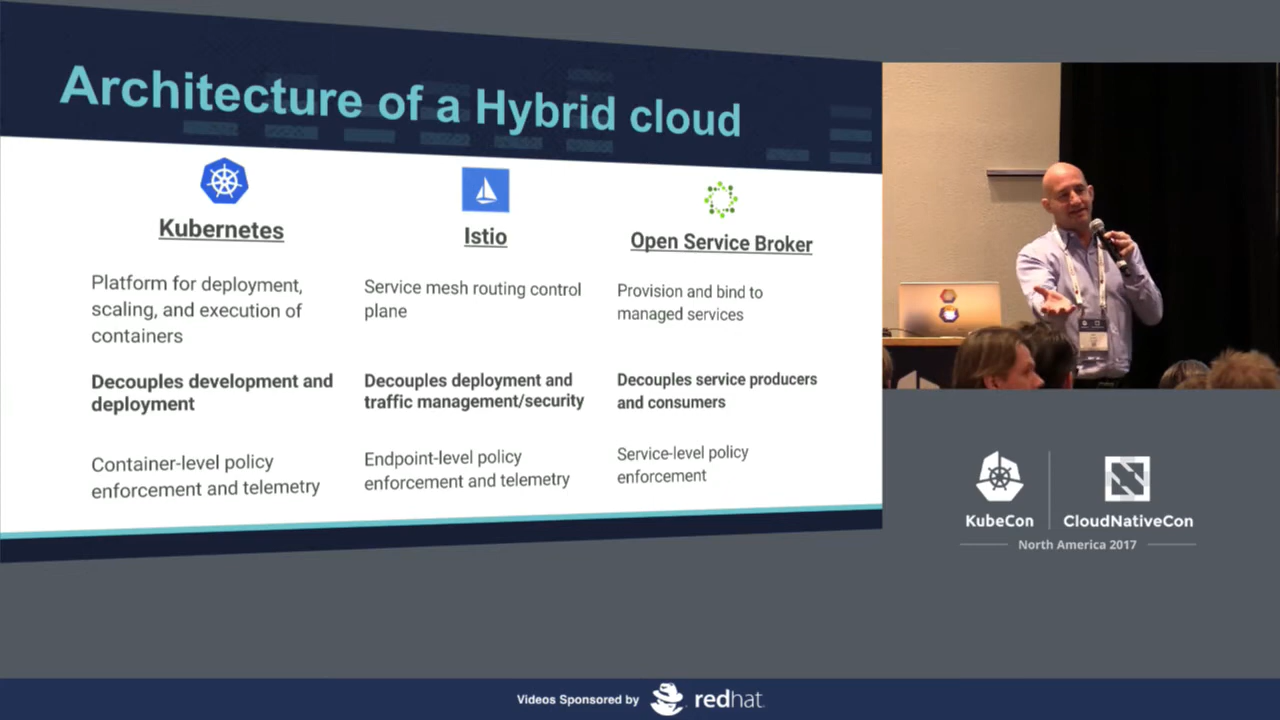 Architecture of a Hybrid cloud
Kubernetes
Platform for deployment,
scaling, and execution of
containers
Decouples development and
deployment
Container-level policy
enforcement and telemetry
Istio
Service mesh routing control
plane
Decouples deployment and
traffic management/security
Endpoint-level policy
enforcement and telemetry
Open Service Broker
Provision and bind to
managed services
Decouples service producers
and consumers
Service-level policy
enforcement
KubeCon
CloudNativeCon
North America 2017
Videos Sponsored by
redhat